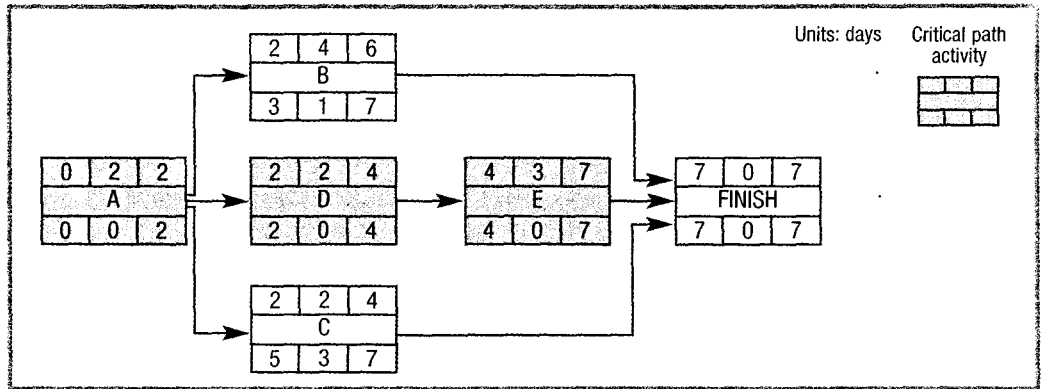 Units: days
Critical path
activity
2 4 6
B
3 1 7
0 2 2
A
0 0 2
2 2 4
D
2 0 4
4 3 7
E
4 0 7
7 0 7
FINISH
7 0 7
2 2 4
C
5 3 7